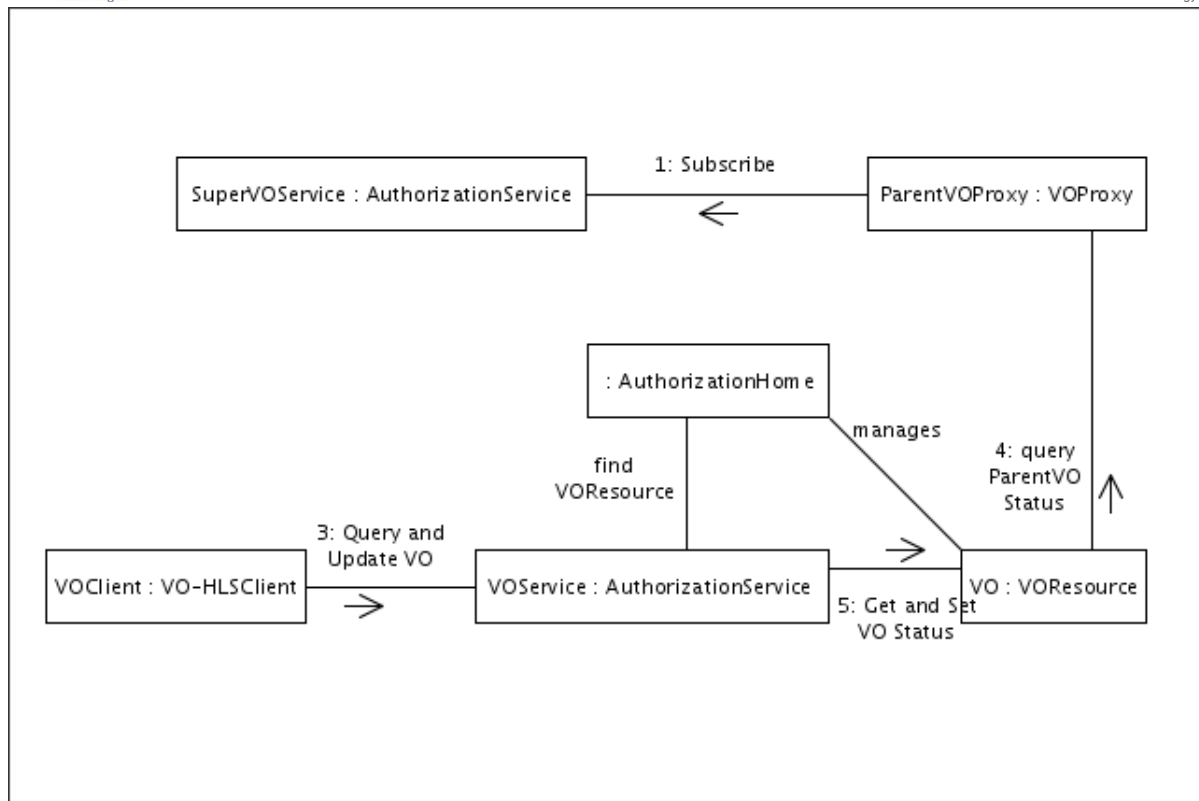 1: Subscribe
SuperVOService : AuthorizationService
ParentVOProxy : VOProxy
: AuthorizationHome
manages
find
VOResource
4: query
ParentVO
Status
3: Query and
Update VO
VOClient : VO-HLSClient
VOService : AuthorizationService
VO : VOResource
5: Get and Set
VO Status